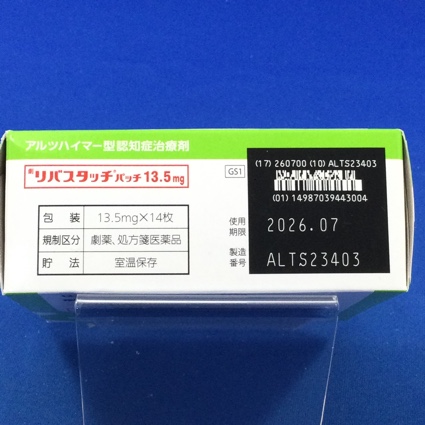 アルツハイマー型認知症治療剤
劇 リバスタッチ®パッチ13.5mg
包 装 13.5mg×14枚
規制区分 劇薬、処方箋医薬品
貯 法 室温保存
GS1
(17) 260700 (10) ALTS23403
(01) 14987039443004
使用期限 2026.07
製造番号 ALTS23403